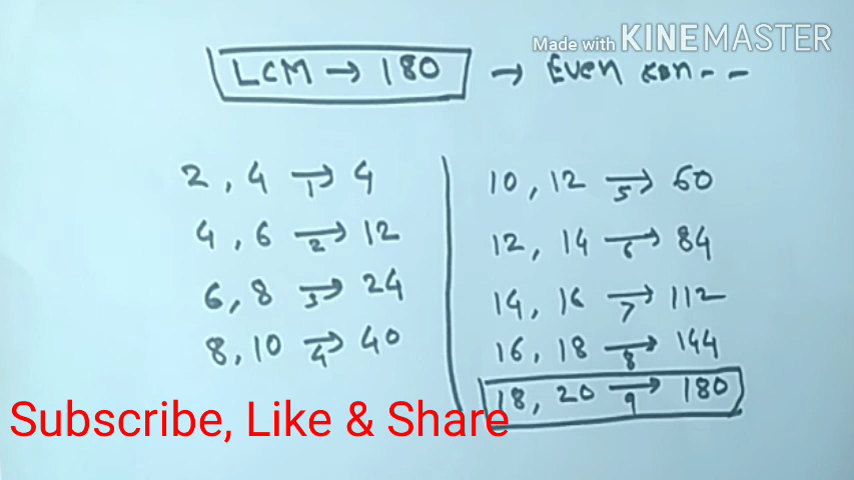 Made with KINEMASTER
LCM → 180 → Even con--
2, 4 →1 4
4, 6 →2 12
6, 8 →3 24
8, 10 →4 40
10, 12 →5 60
12, 14 →6 84
14, 16 →7 112
16, 18 →8 144
18, 20 →9 180
Subscribe, Like & Share